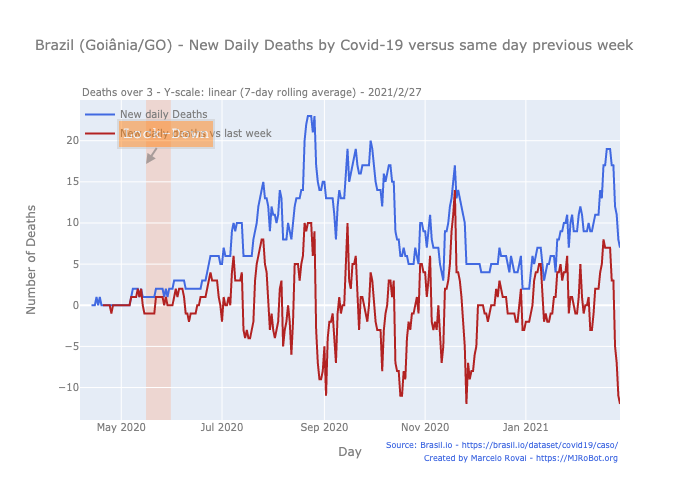 Brazil (Goiânia/GO) - New Daily Deaths by Covid-19 versus same day previous week
Deaths over 3 - Y-scale: linear (7-day rolling average) - 2021/2/27
New daily Deaths
New daily Deaths vs last week
Number of Deaths
20
15
10
5
0
−5
−10
May 2020
Jul 2020
Sep 2020
Nov 2020
Jan 2021
Day
Source: Brasil.io - https://brasil.io/dataset/covid19/caso/
Created by Marcelo Rovai - https://MJRoBot.org